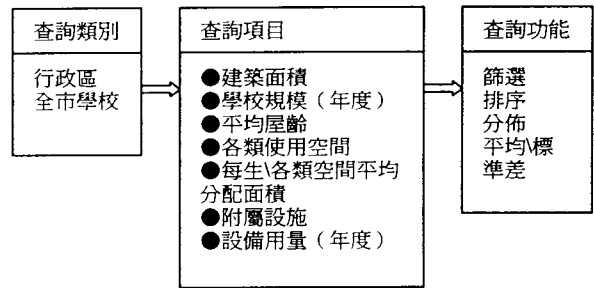 查詢類別
行政區
全市學校
查詢項目
●建築面積
●學校規模（年度）
●平均屋齡
●各類使用空間
●每生\各類空間平均
分配面積
●附屬設施
●設備用量（年度）
查詢功能
篩選
排序
分佈
平均\標
準差